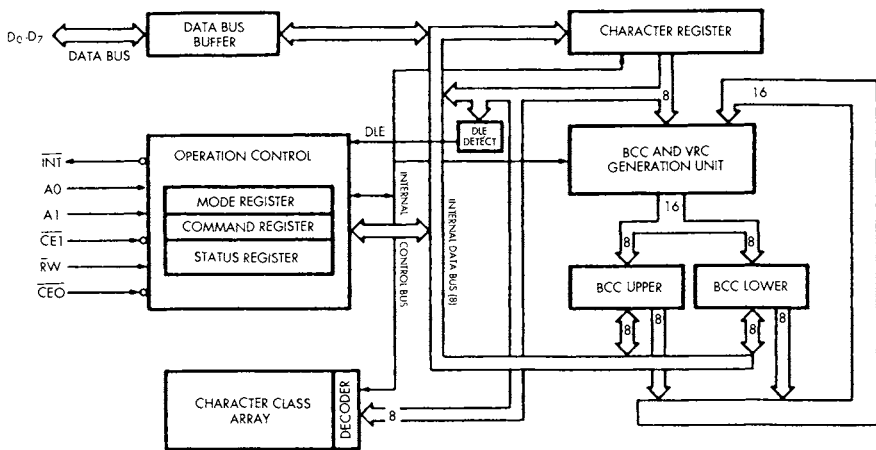 D0-D7
DATA BUS
DATA BUS
BUFFER
CHARACTER REGISTER
8
16
DLE
DLE
DETECT
BCC AND VRC
GENERATION UNIT
OPERATION CONTROL
MODE REGISTER
COMMAND REGISTER
STATUS REGISTER
INT
A0
A1
CE1
RW
CEO
INTERNAL
CONTROL BUS
INTERNAL DATA BUS (8)
16
8
8
BCC UPPER
BCC LOWER
8
8
8
8
CHARACTER CLASS
ARRAY
DECODER
8